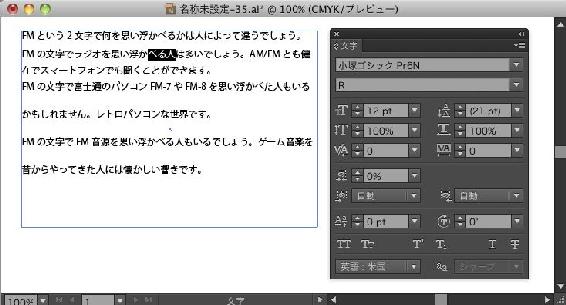 名称未設定-35.ai* @ 100% (CMYK/プレビュー)
FM という 2 文字で何を思い浮かべるかは人によって違うでしょう。
FM の文字でラジオを思い浮かべる人は多いでしょう。AM/FM とも健
在でスマートフォンでも聞くことができます。
FM の文字で富士通のパソコン FM-7 や FM-8 を思い浮かべた人もいる
かもしれません。レトロパソコンな世界です。
FM の文字で FM 音源を思い浮かべる人もいるでしょう。ゲーム音楽を
昔からやってきた人には懐かしい響きです。
文字
小塚ゴシック Pr6N
R
12 pt
(21 pt)
100%
100%
0
0
0%
自動
自動
0 pt
0°
TT Tr T' T, T Ŧ
英語 : 米国
aa
シャープ
100%
1
文字